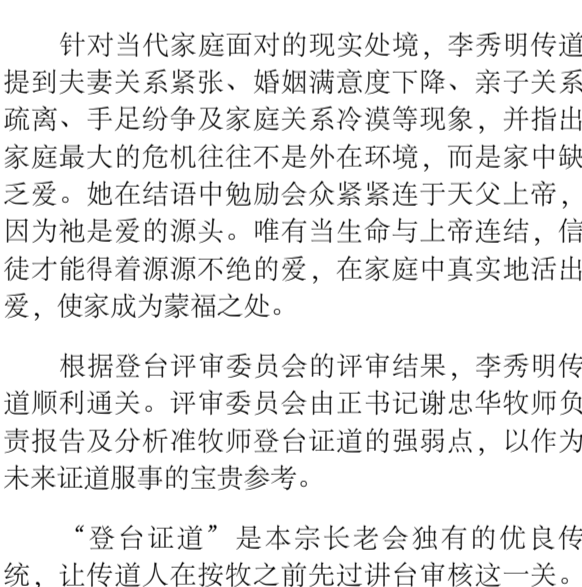 针对当代家庭面对的现实处境，李秀明传道
提到夫妻关系紧张、婚姻满意度下降、亲子关系
疏离、手足纷争及家庭关系冷漠等现象，并指出
家庭最大的危机往往不是外在环境，而是家中缺
乏爱。她在结语中勉励会众紧紧连于天父上帝，
因为祂是爱的源头。唯有当生命与上帝连结，信
徒才能得着源源不绝的爱，在家庭中真实地活出
爱，使家成为蒙福之处。
根据登台评审委员会的评审结果，李秀明传
道顺利通关。评审委员会由正书记谢忠华牧师负
责报告及分析准牧师登台证道的强弱点，以作为
未来证道服事的宝贵参考。
“登台证道”是本宗长老会独有的优良传
统，让传道人在按牧之前先过讲台审核这一关。